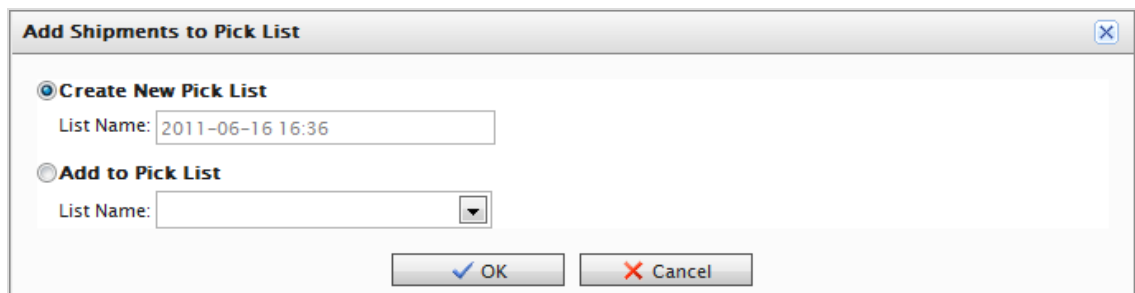 Add Shipments to Pick List
Create New Pick List
List Name: 2011-06-16 16:36
Add to Pick List
List Name:
OK Cancel